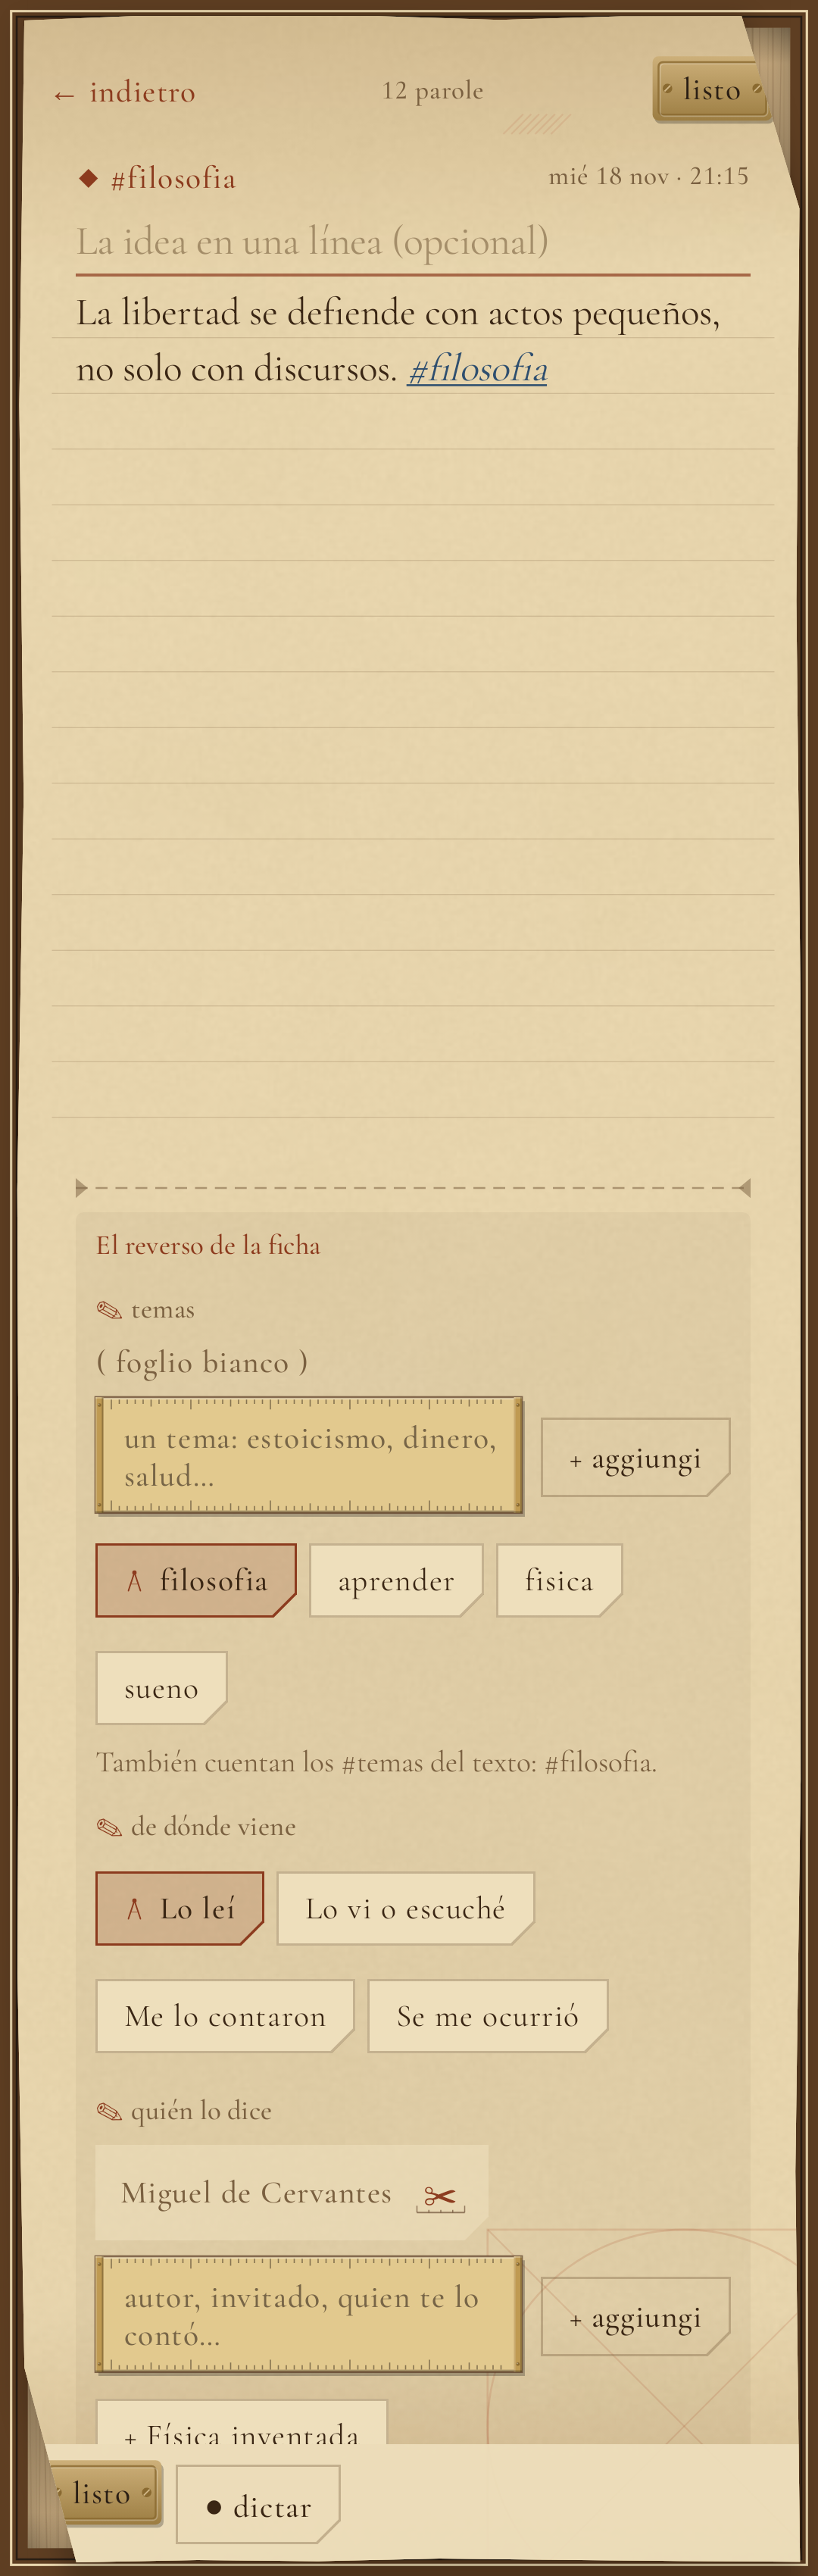 ← indietro 12 parole listo
◆ #filosofia mié 18 nov · 21:15
La idea en una línea (opcional)
La libertad se defiende con actos pequeños,
no solo con discursos. #filosofia
El reverso de la ficha
✎ temas
( foglio bianco )
un tema: estoicismo, dinero,
salud...
+ aggiungi
filosofia aprender fisica
sueno
También cuentan los #temas del texto: #filosofia.
✎ de dónde viene
Lo leí Lo vi o escuché
Me lo contaron Se me ocurrió
✎ quién lo dice
Miguel de Cervantes
autor, invitado, quien te lo
contó...
+ aggiungi
+ Física inventada
listo ● dictar